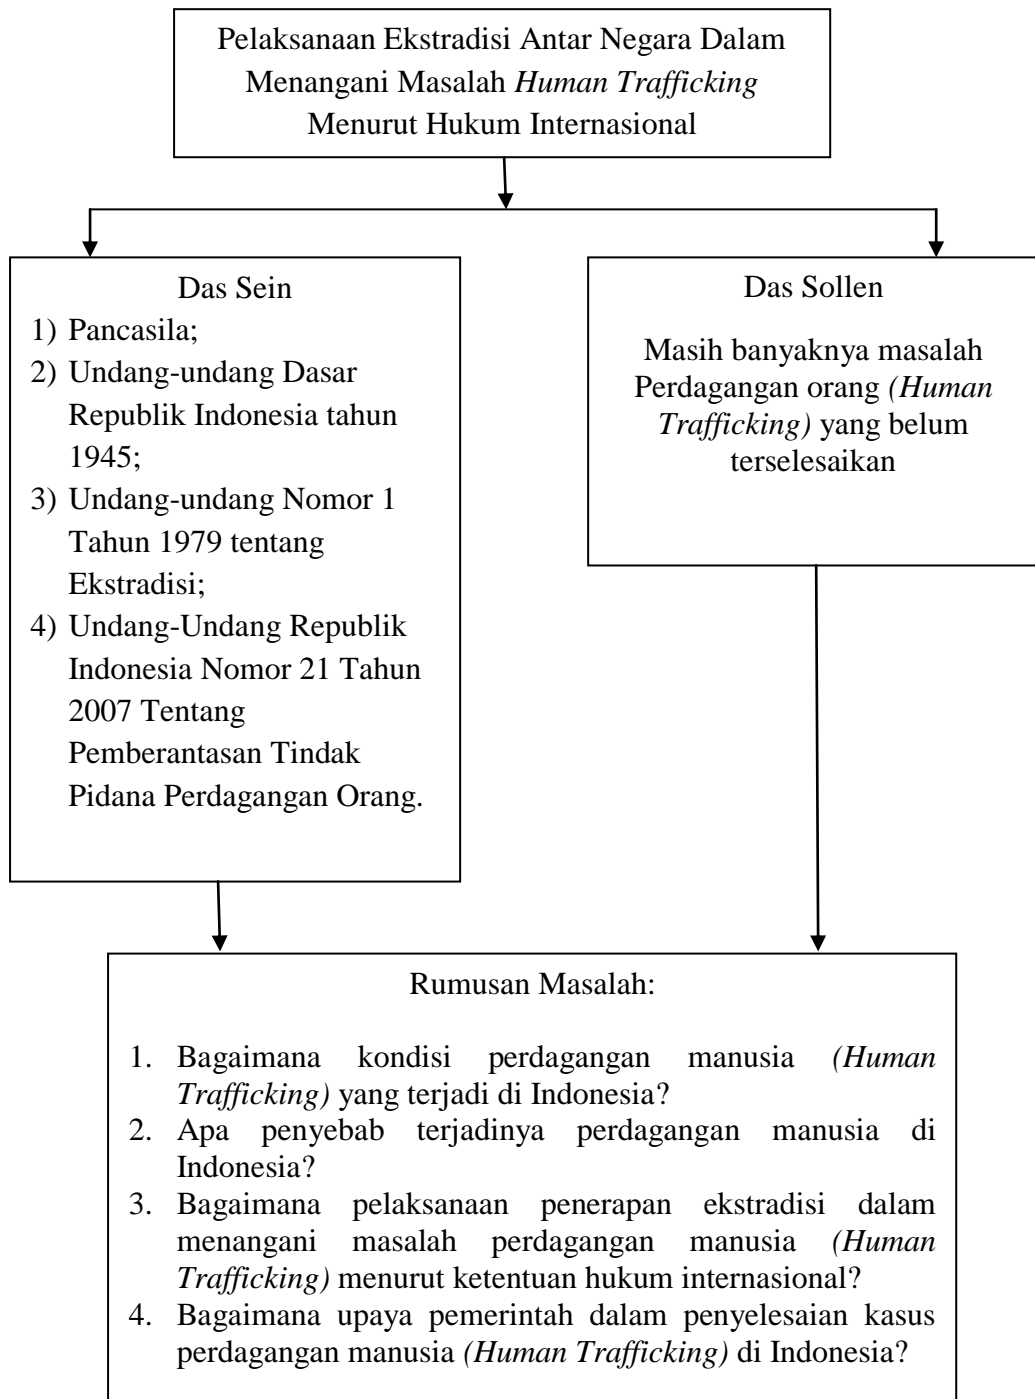 Pelaksanaan Ekstradisi Antar Negara Dalam
Menangani Masalah Human Trafficking
Menurut Hukum Internasional
Das Sein
1) Pancasila;
2) Undang-undang Dasar
Republik Indonesia tahun
1945;
3) Undang-undang Nomor 1
Tahun 1979 tentang
Ekstradisi;
4) Undang-Undang Republik
Indonesia Nomor 21 Tahun
2007 Tentang
Pemberantasan Tindak
Pidana Perdagangan Orang.
Das Sollen
Masih banyaknya masalah
Perdagangan orang (Human
Trafficking) yang belum
terselesaikan
Rumusan Masalah:
1. Bagaimana kondisi perdagangan manusia (Human
Trafficking) yang terjadi di Indonesia?
2. Apa penyebab terjadinya perdagangan manusia di
Indonesia?
3. Bagaimana pelaksanaan penerapan ekstradisi dalam
menangani masalah perdagangan manusia (Human
Trafficking) menurut ketentuan hukum internasional?
4. Bagaimana upaya pemerintah dalam penyelesaian kasus
perdagangan manusia (Human Trafficking) di Indonesia?